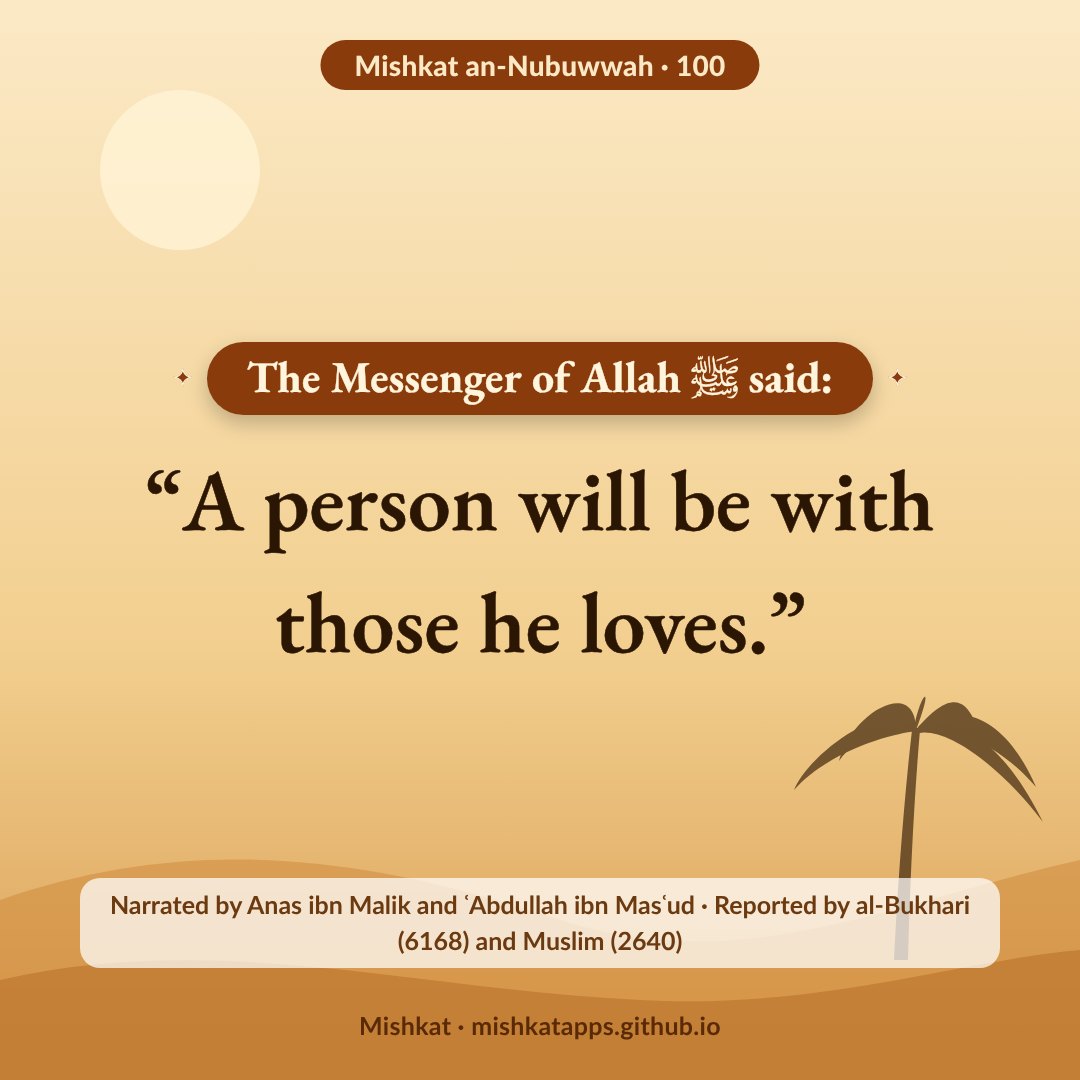 Mishkat an-Nubuwwah · 100
The Messenger of Allah ﷺ said:
“A person will be with
those he loves.”
Narrated by Anas ibn Malik and ʿAbdullah ibn Masʿud · Reported by al-Bukhari
(6168) and Muslim (2640)
Mishkat · mishkatapps.github.io